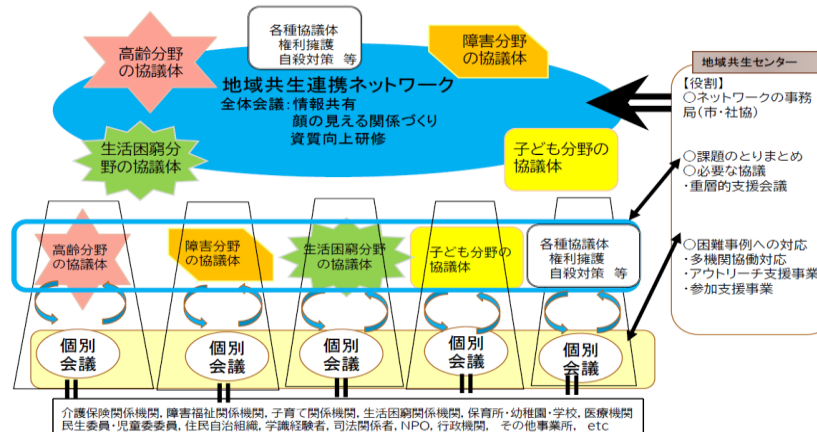 高齢分野
の協議体
各種協議体
権利擁護
自殺対策 等
障害分野
の協議体
地域共生連携ネットワーク
全体会議：情報共有
顔の見える関係づくり
資質向上研修
生活困窮分
野の協議体
子ども分野の
協議体
地域共生センター
【役割】
○ネットワークの事務
局(市・社協)
○課題のとりまとめ
○必要な協議
・重層的支援会議
○困難事例への対応
・多機関協働対応
・アウトリーチ支援事業
・参加支援事業
高齢分野
の協議体
障害分野
の協議体
生活困窮分野
の協議体
子ども分野の
協議体
各種協議体
権利擁護
自殺対策 等
個別
会議
個別
会議
個別
会議
個別
会議
個別
会議
介護保険関係機関, 障害福祉関係機関, 子育て関係機関, 生活困窮関係機関, 保育所・幼稚園・学校, 医療機関
民生委員・児童委委員, 住民自治組織, 学識経験者, 司法関係者, NPO, 行政機関, その他事業所, etc